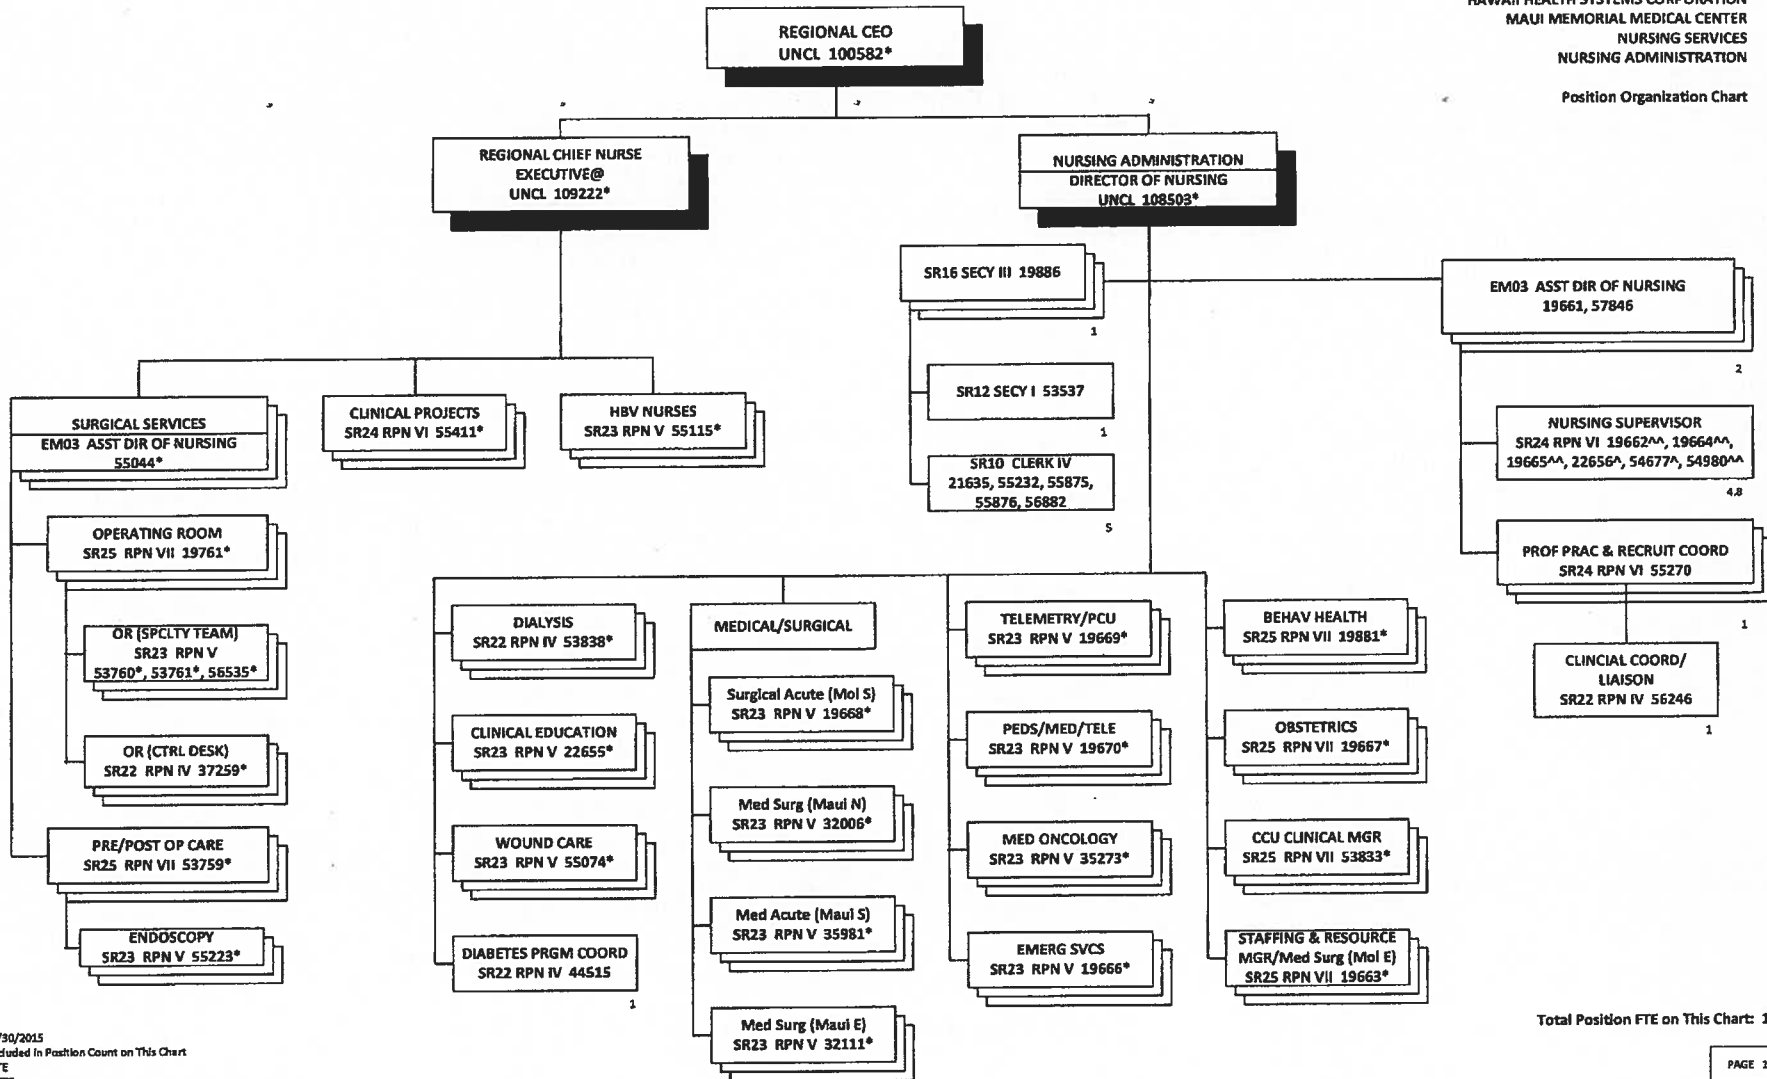 HAWAII HEALTH SYSTEMS CORPORATION
MAUI MEMORIAL MEDICAL CENTER
NURSING SERVICES
NURSING ADMINISTRATION
Position Organization Chart
REGIONAL CEO
UNCL 100582*
REGIONAL CHIEF NURSE
EXECUTIVE@
UNCL 109222*
NURSING ADMINISTRATION
DIRECTOR OF NURSING
UNCL 108503*
SR16 SECY III 19886
1
SR12 SECY I 53537
1
SR10 CLERK IV
21635, 55232, 55875,
55876, 56882
5
EM03 ASST DIR OF NURSING
19661, 57846
2
NURSING SUPERVISOR
SR24 RPN VI 19662^^, 19664^^,
19665^^, 22656^, 54677^, 54980^^
4.8
PROF PRAC & RECRUIT COORD
SR24 RPN VI 55270
1
CLINCIAL COORD/
LIAISON
SR22 RPN IV 56246
1
SURGICAL SERVICES
EM03 ASST DIR OF NURSING
55044*
CLINICAL PROJECTS
SR24 RPN VI 55411*
HBV NURSES
SR23 RPN V 55115*
OPERATING ROOM
SR25 RPN VII 19761*
OR (SPCLTY TEAM)
SR23 RPN V
53760*, 53761*, 56535*
OR (CTRL DESK)
SR22 RPN IV 37259*
PRE/POST OP CARE
SR25 RPN VII 53759*
ENDOSCOPY
SR23 RPN V 55223*
DIALYSIS
SR22 RPN IV 53838*
CLINICAL EDUCATION
SR23 RPN V 22655*
WOUND CARE
SR23 RPN V 55074*
DIABETES PRGM COORD
SR22 RPN IV 44515
1
MEDICAL/SURGICAL
Surgical Acute (Mol S)
SR23 RPN V 19668*
Med Surg (Maui N)
SR23 RPN V 32006*
Med Acute (Maui S)
SR23 RPN V 35981*
Med Surg (Maui E)
SR23 RPN V 32111*
TELEMETRY/PCU
SR23 RPN V 19669*
PEDS/MED/TELE
SR23 RPN V 19670*
MED ONCOLOGY
SR23 RPN V 35273*
EMERG SVCS
SR23 RPN V 19666*
BEHAV HEALTH
SR25 RPN VII 19881*
OBSTETRICS
SR25 RPN VII 19667*
CCU CLINICAL MGR
SR25 RPN VII 53833*
STAFFING & RESOURCE
MGR/Med Surg (Mol E)
SR25 RPN VII 19663*
/30/2015
cluded in Position Count on This Chart
TE
Total Position FTE on This Chart: 1
PAGE 1